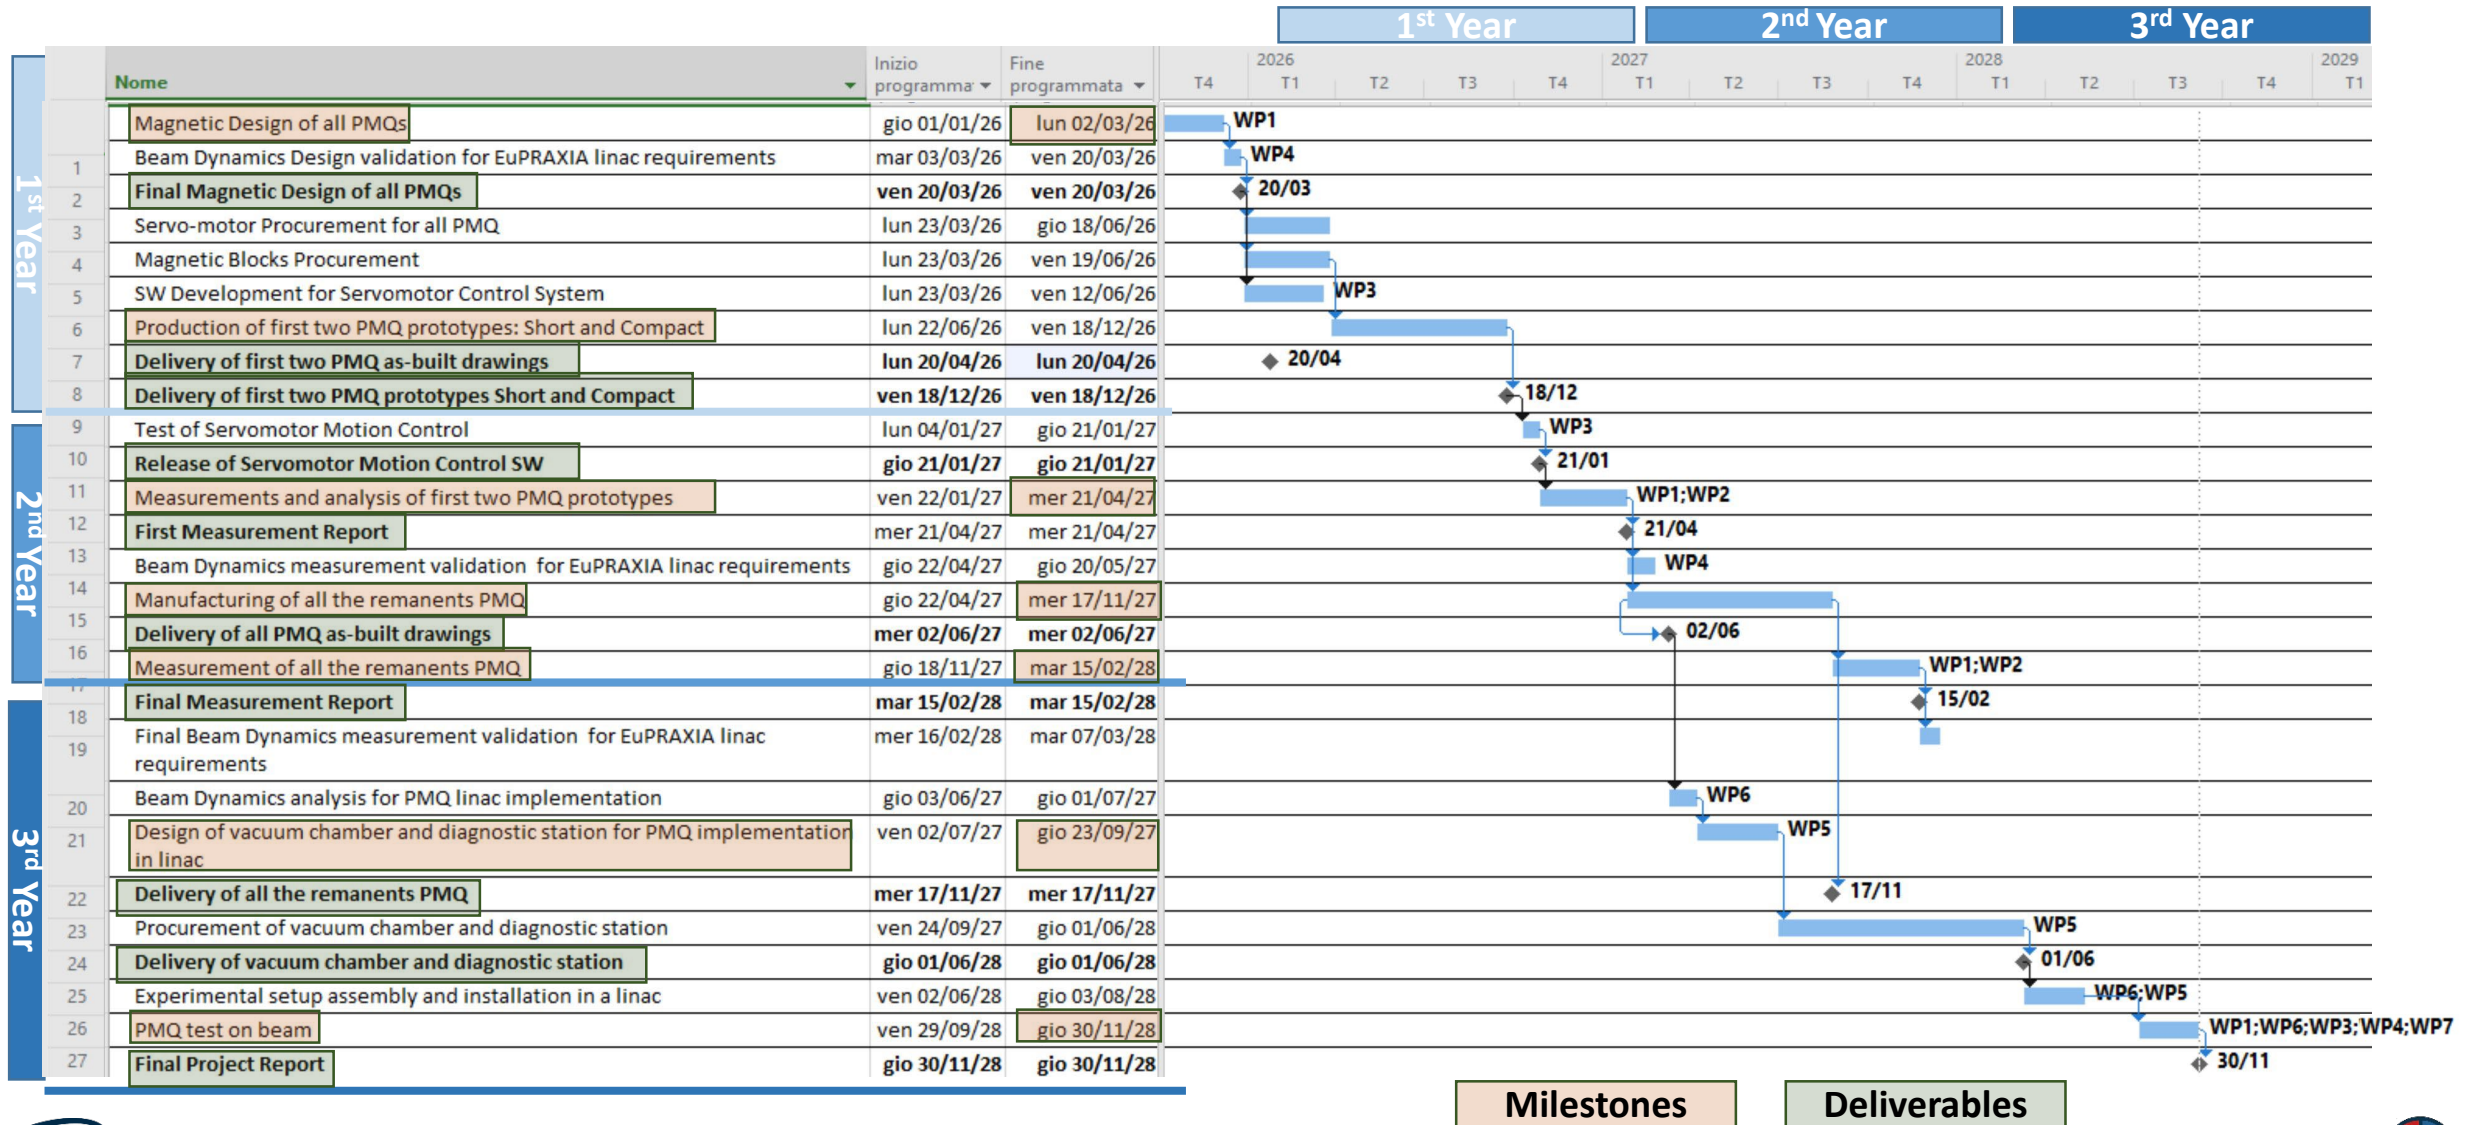 1st Year 2nd Year 3rd Year
Nome Inizio programma Fine programmata
2026 2027 2028 2029
T4 T1 T2 T3 T4 T1 T2 T3 T4 T1 T2 T3 T4 T1
1st Year
2nd Year
3rd Year
Magnetic Design of all PMQs gio 01/01/26 lun 02/03/26 WP1
1 Beam Dynamics Design validation for EuPRAXIA linac requirements mar 03/03/26 ven 20/03/26 WP4
2 Final Magnetic Design of all PMQs ven 20/03/26 ven 20/03/26 20/03
3 Servo-motor Procurement for all PMQ lun 23/03/26 gio 18/06/26
4 Magnetic Blocks Procurement lun 23/03/26 ven 19/06/26
5 SW Development for Servomotor Control System lun 23/03/26 ven 12/06/26 WP3
6 Production of first two PMQ prototypes: Short and Compact lun 22/06/26 ven 18/12/26
7 Delivery of first two PMQ as-built drawings lun 20/04/26 lun 20/04/26 20/04
8 Delivery of first two PMQ prototypes Short and Compact ven 18/12/26 ven 18/12/26 18/12
9 Test of Servomotor Motion Control lun 04/01/27 gio 21/01/27 WP3
10 Release of Servomotor Motion Control SW gio 21/01/27 gio 21/01/27 21/01
11 Measurements and analysis of first two PMQ prototypes ven 22/01/27 mer 21/04/27 WP1;WP2
12 First Measurement Report mer 21/04/27 mer 21/04/27 21/04
13 Beam Dynamics measurement validation for EuPRAXIA linac requirements gio 22/04/27 gio 20/05/27 WP4
14 Manufacturing of all the remanents PMQ gio 22/04/27 mer 17/11/27
15 Delivery of all PMQ as-built drawings mer 02/06/27 mer 02/06/27 02/06
16 Measurement of all the remanents PMQ gio 18/11/27 mar 15/02/28 WP1;WP2
17 Final Measurement Report mar 15/02/28 mar 15/02/28 15/02
18
19 Final Beam Dynamics measurement validation for EuPRAXIA linac mer 16/02/28 mar 07/03/28
requirements
20 Beam Dynamics analysis for PMQ linac implementation gio 03/06/27 gio 01/07/27 WP6
21 Design of vacuum chamber and diagnostic station for PMQ implementation ven 02/07/27 gio 23/09/27 WP5
in linac
22 Delivery of all the remanents PMQ mer 17/11/27 mer 17/11/27 17/11
23 Procurement of vacuum chamber and diagnostic station ven 24/09/27 gio 01/06/28 WP5
24 Delivery of vacuum chamber and diagnostic station gio 01/06/28 gio 01/06/28 01/06
25 Experimental setup assembly and installation in a linac ven 02/06/28 gio 03/08/28 WP6;WP5
26 PMQ test on beam ven 29/09/28 gio 30/11/28 WP1;WP6;WP3;WP4;WP7
27 Final Project Report gio 30/11/28 gio 30/11/28 30/11
Milestones Deliverables